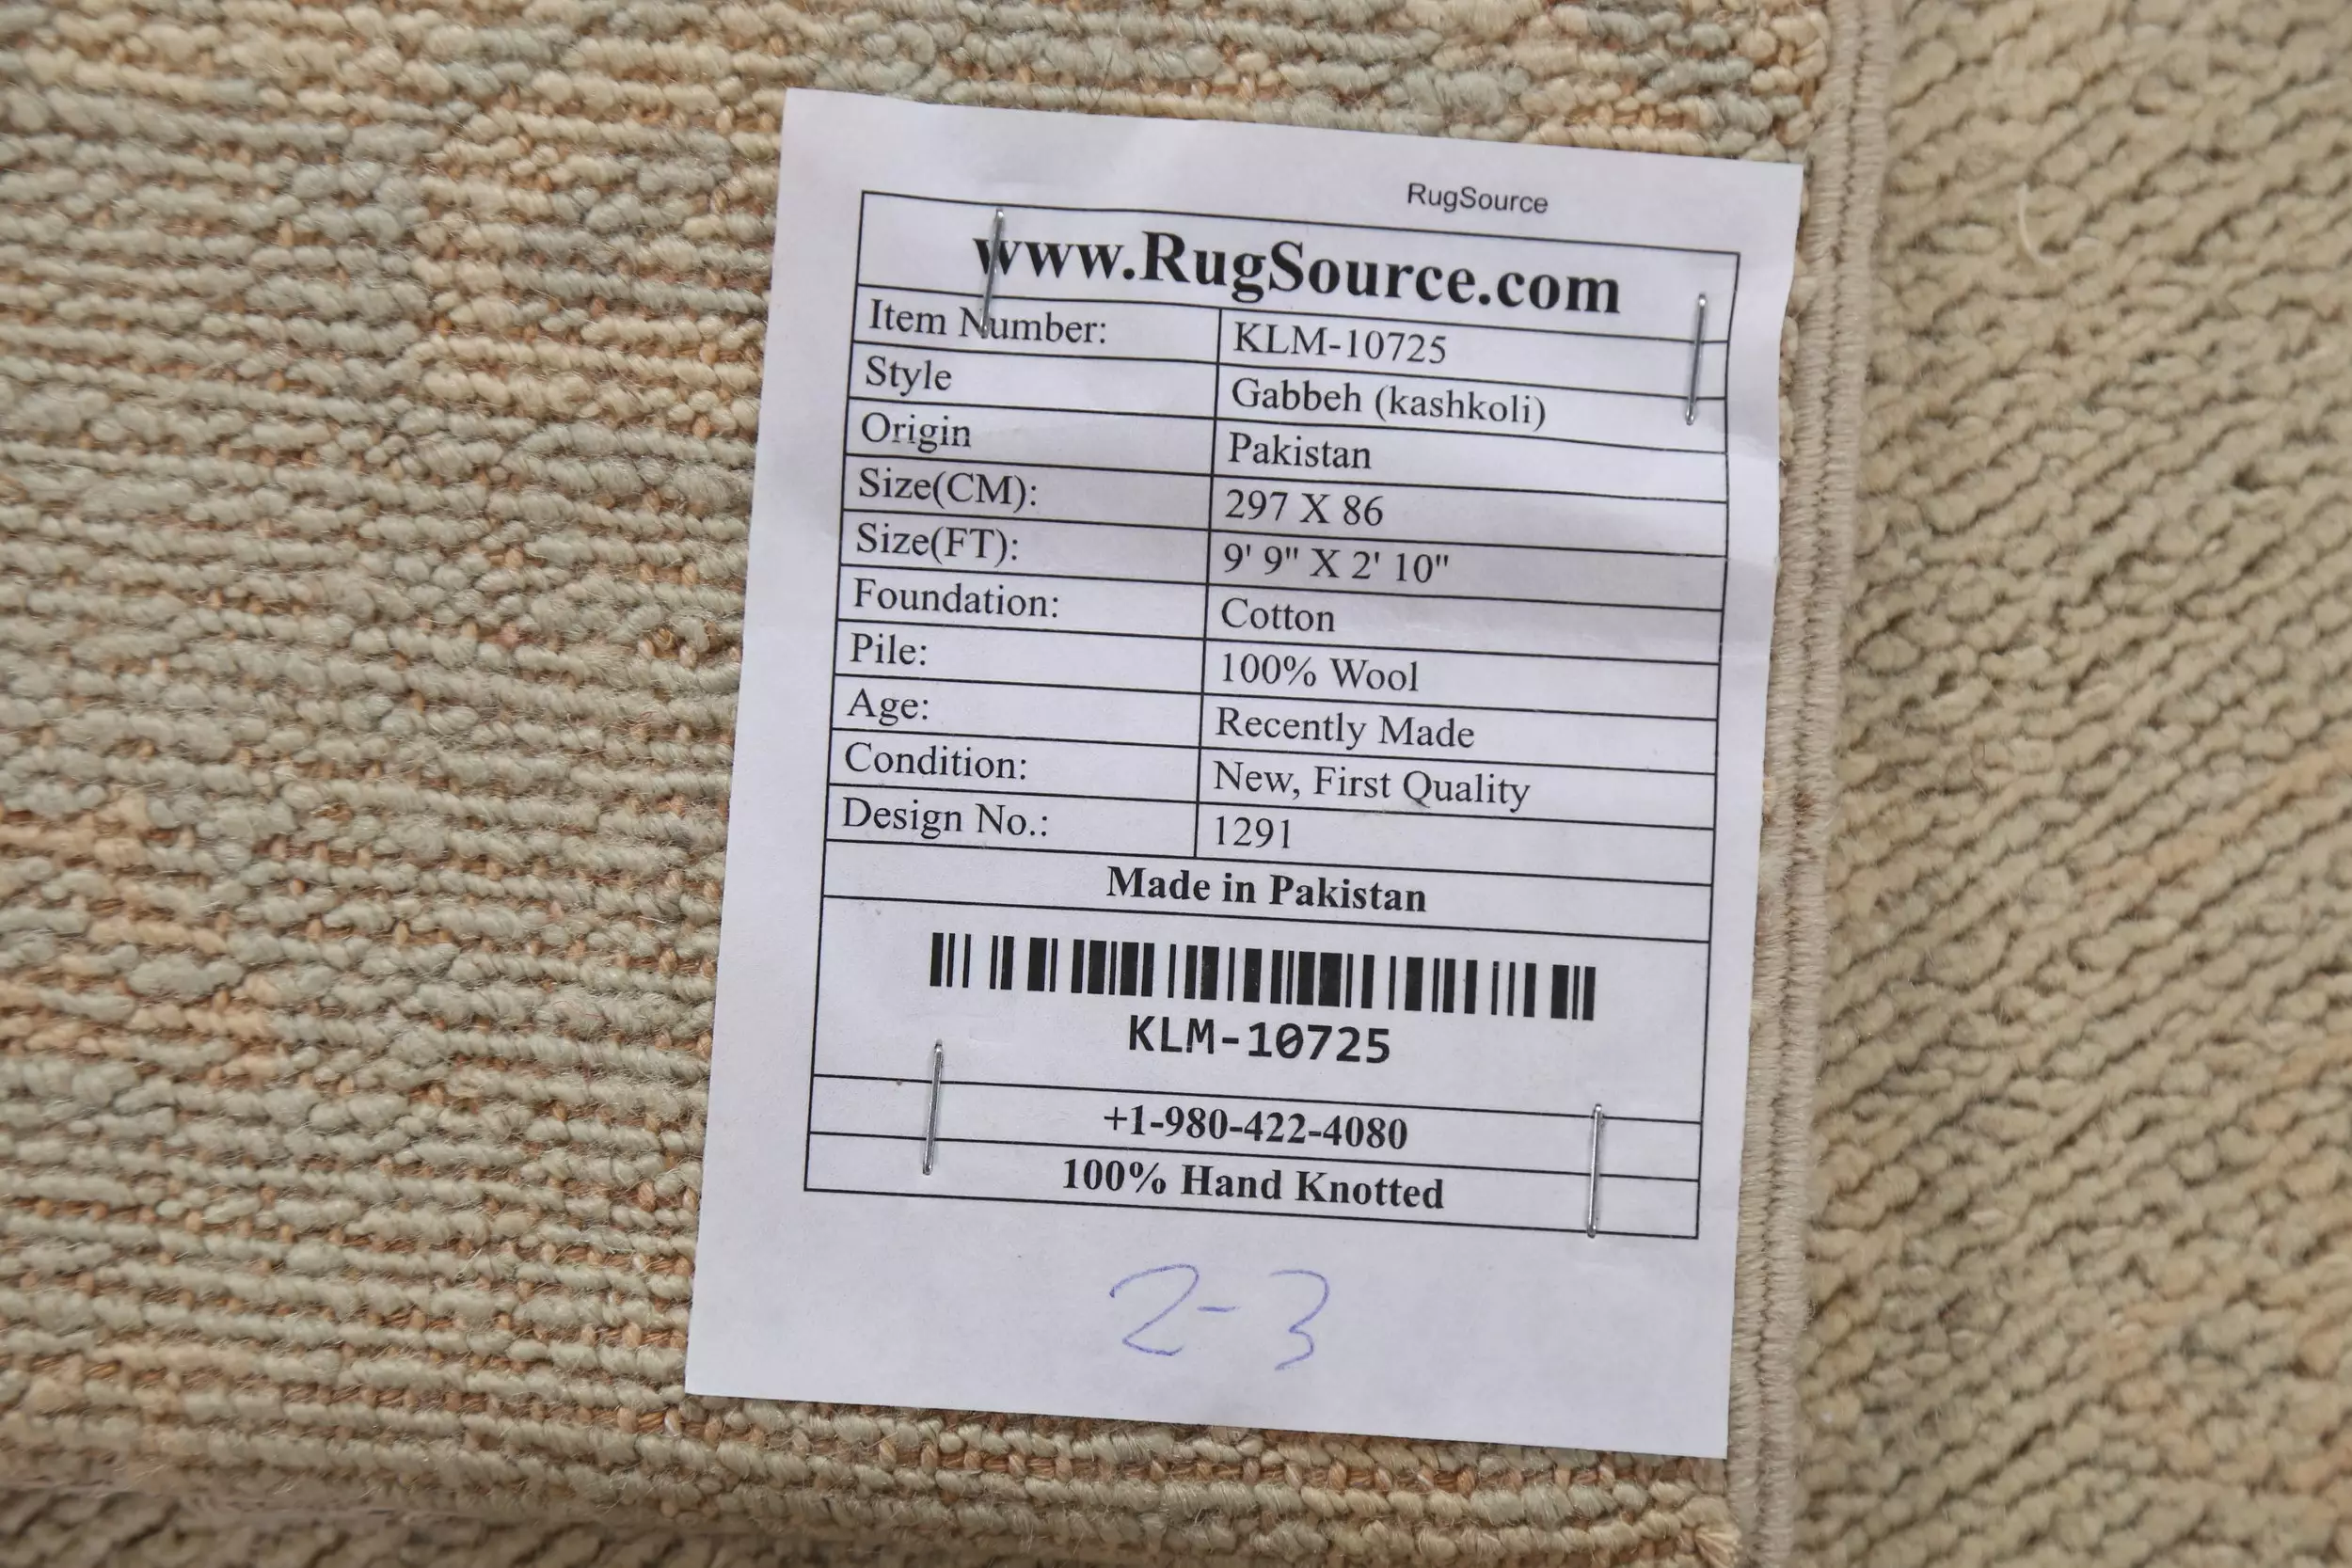 RugSource
www.RugSource.com
Item Number: KLM-10725
Style Gabbeh (kashkoli)
Origin Pakistan
Size(CM): 297 X 86
Size(FT): 9' 9" X 2' 10"
Foundation: Cotton
Pile: 100% Wool
Age: Recently Made
Condition: New, First Quality
Design No.: 1291
Made in Pakistan
KLM-10725
+1-980-422-4080
100% Hand Knotted
2-3